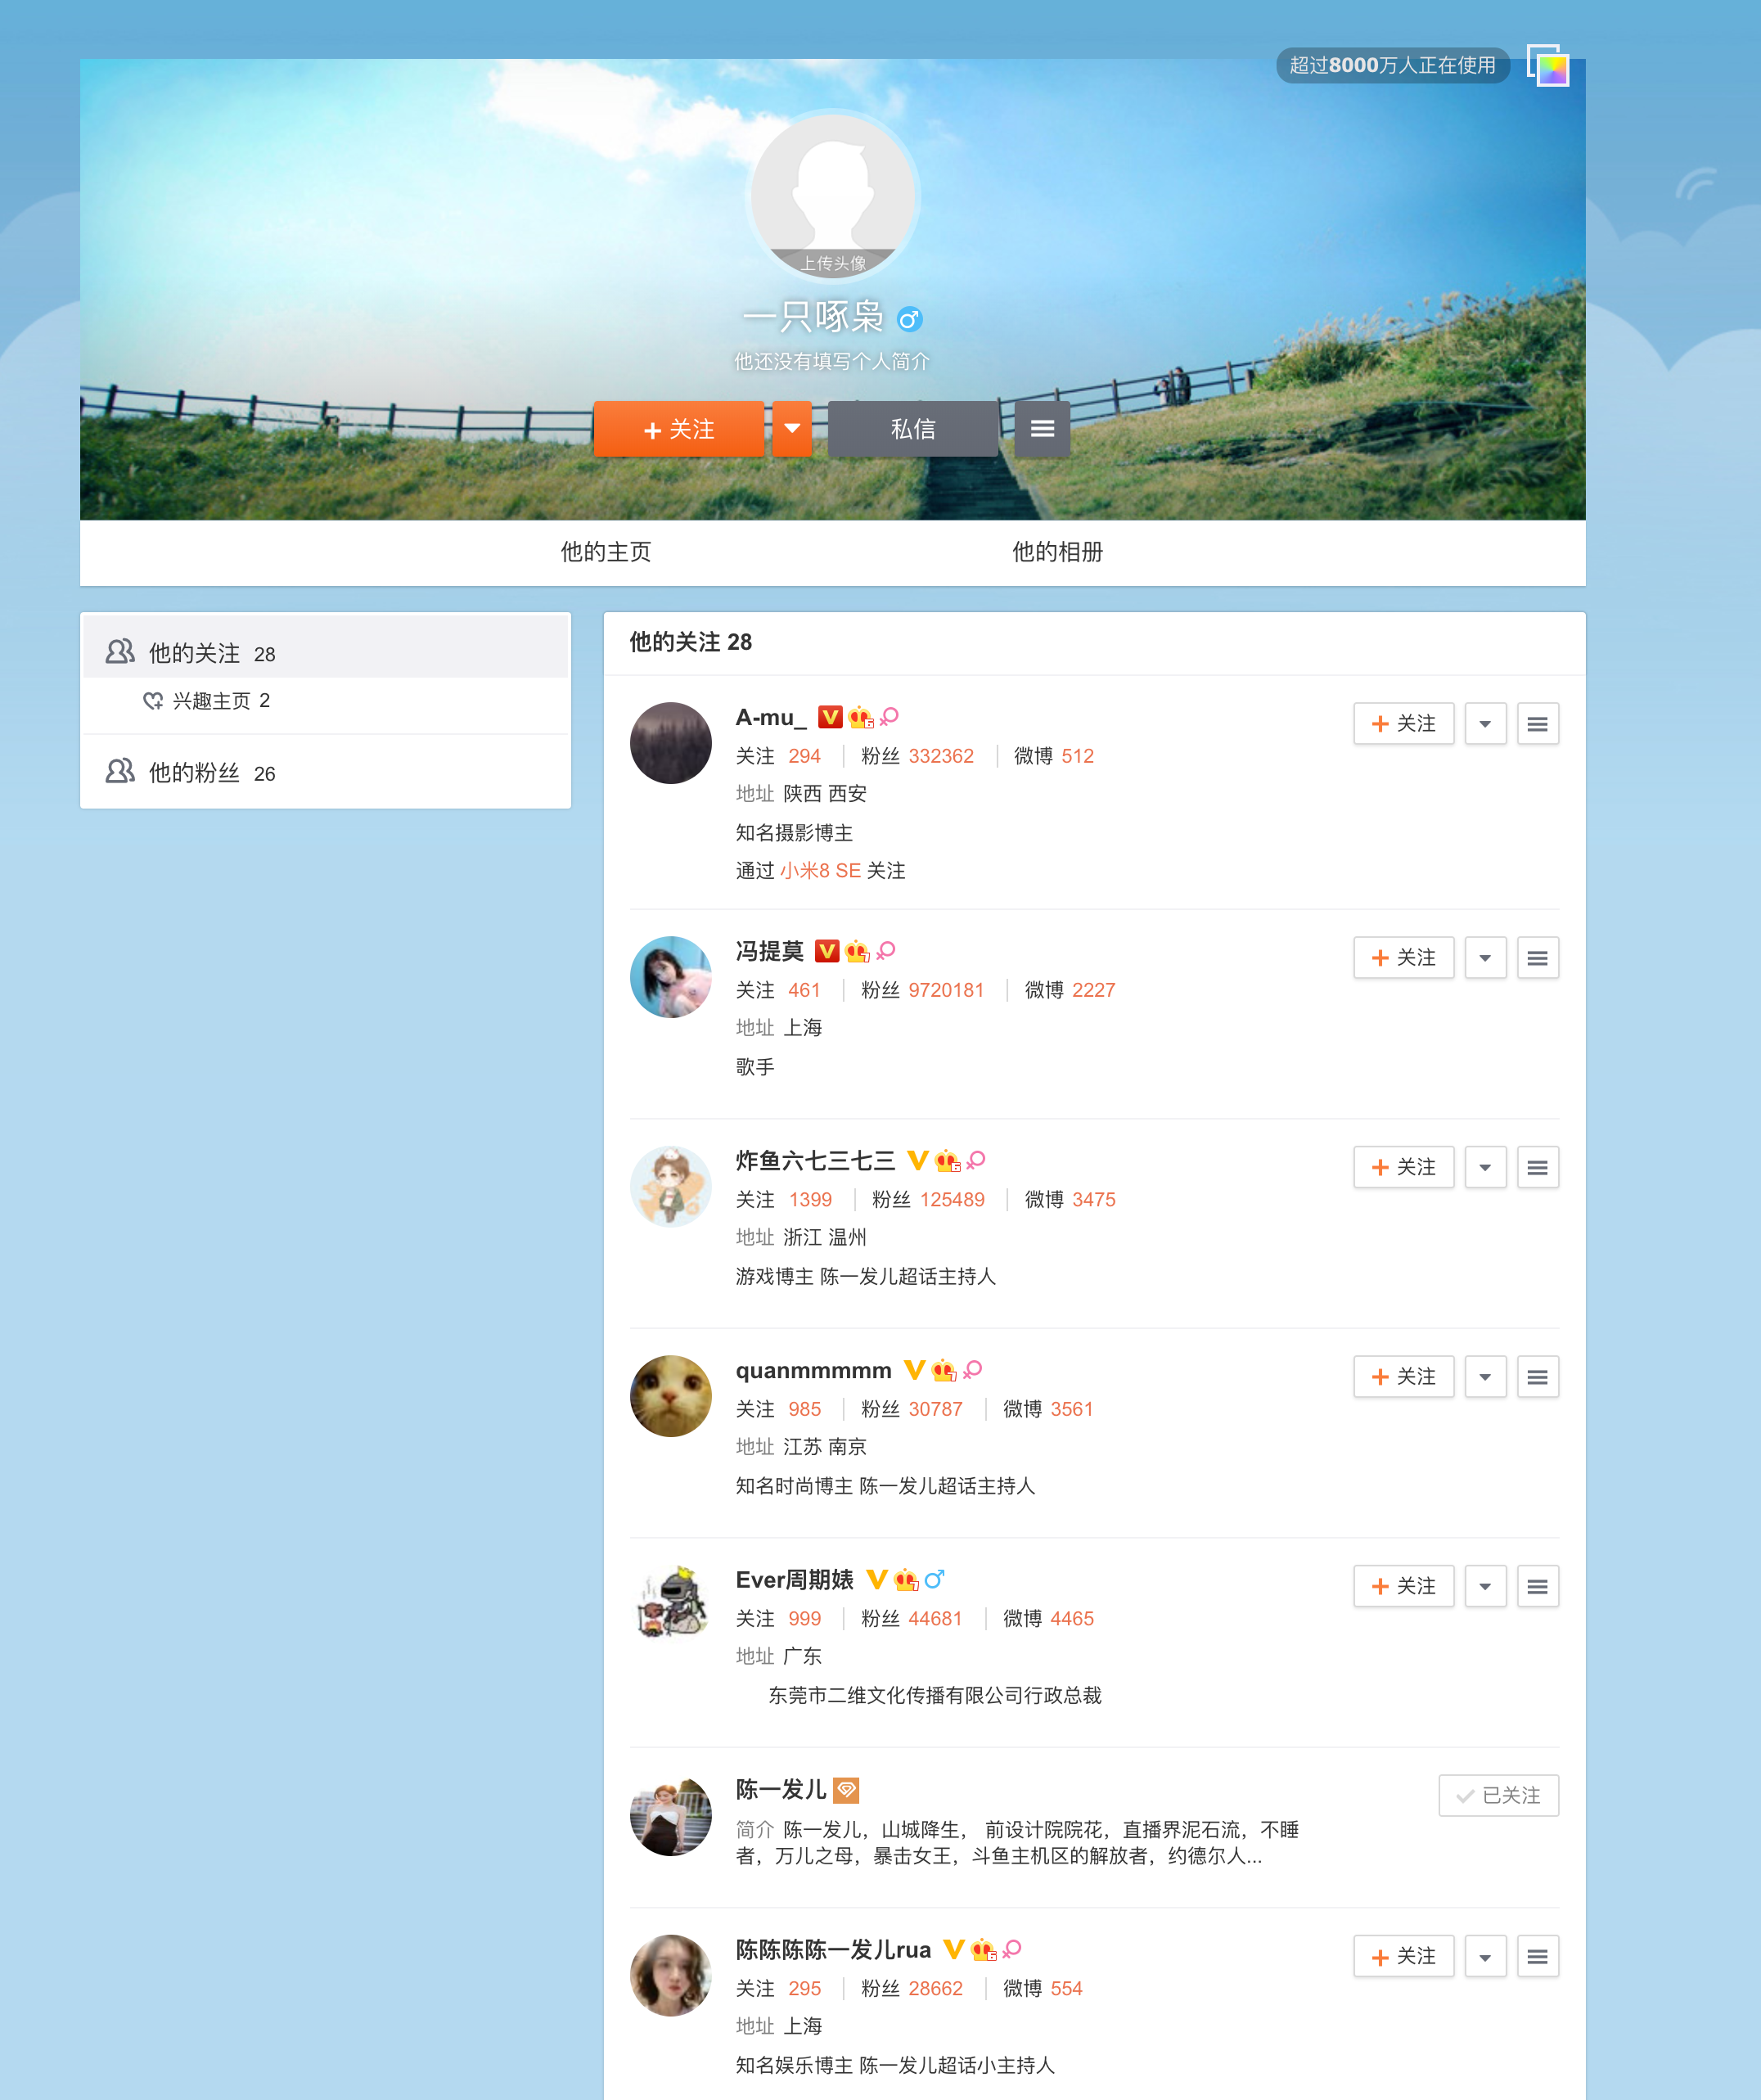 超过8000万人正在使用
上传头像
一只啄枭
他还没有填写个人简介
+ 关注
私信
他的主页
他的相册
他的关注 28
兴趣主页 2
他的粉丝 26
他的关注 28
A-mu_
+ 关注
关注 294 粉丝 332362 微博 512
地址 陕西 西安
知名摄影博主
通过 小米8 SE 关注
冯提莫
+ 关注
关注 461 粉丝 9720181 微博 2227
地址 上海
歌手
炸鱼六七三七三
+ 关注
关注 1399 粉丝 125489 微博 3475
地址 浙江 温州
游戏博主 陈一发儿超话主持人
quanmmmmm
+ 关注
关注 985 粉丝 30787 微博 3561
地址 江苏 南京
知名时尚博主 陈一发儿超话主持人
Ever周期婊
+ 关注
关注 999 粉丝 44681 微博 4465
地址 广东
东莞市二维文化传播有限公司行政总裁
陈一发儿
已关注
简介 陈一发儿，山城降生， 前设计院院花，直播界泥石流，不睡
者，万儿之母，暴击女王，斗鱼主机区的解放者，约德尔人...
陈陈陈陈一发儿rua
+ 关注
关注 295 粉丝 28662 微博 554
地址 上海
知名娱乐博主 陈一发儿超话小主持人